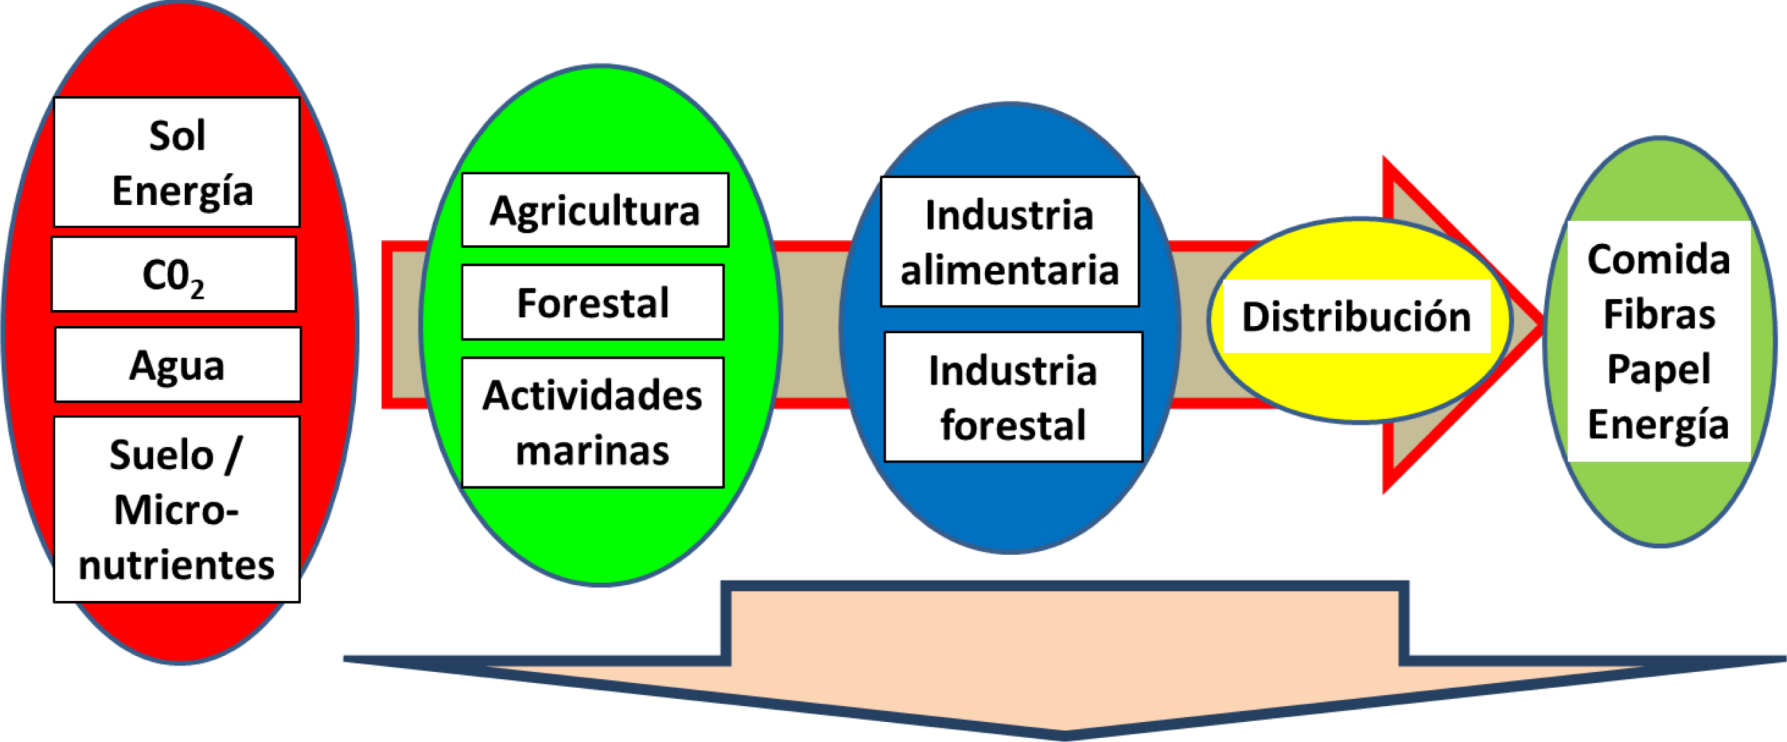 Sol
Energía
C0₂
Agua
Suelo /
Micro-
nutrientes
Agricultura
Forestal
Actividades
marinas
Industria
alimentaria
Industria
forestal
Distribución
Comida
Fibras
Papel
Energía